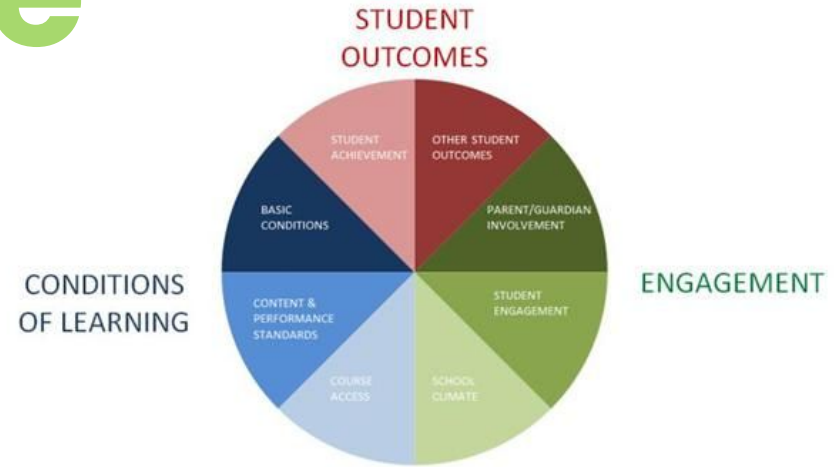 STUDENT
OUTCOMES
STUDENT
ACHIEVEMENT
OTHER STUDENT
OUTCOMES
BASIC
CONDITIONS
PARENT/GUARDIAN
INVOLVEMENT
CONDITIONS
OF LEARNING
ENGAGEMENT
CONTENT &
PERFORMANCE
STANDARDS
STUDENT
ENGAGEMENT
COURSE
ACCESS
SCHOOL
CLIMATE